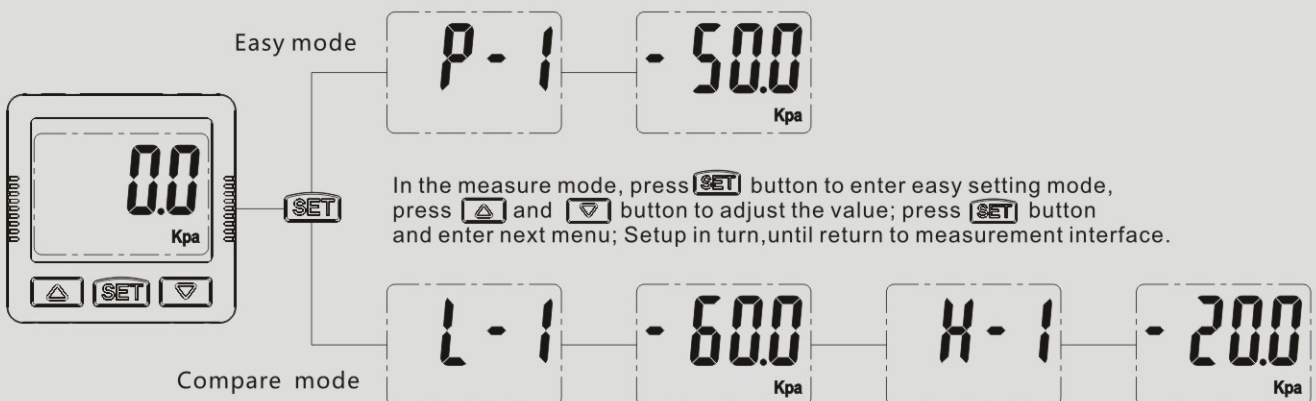 Easy mode
P-1
-50.0
Kpa
0.0
Kpa
SET
SET
In the measure mode, press SET button to enter easy setting mode,
press and button to adjust the value; press SET button
and enter next menu; Setup in turn,until return to measurement interface.
L-1
-60.0
Kpa
H-1
-20.0
Kpa
Compare mode